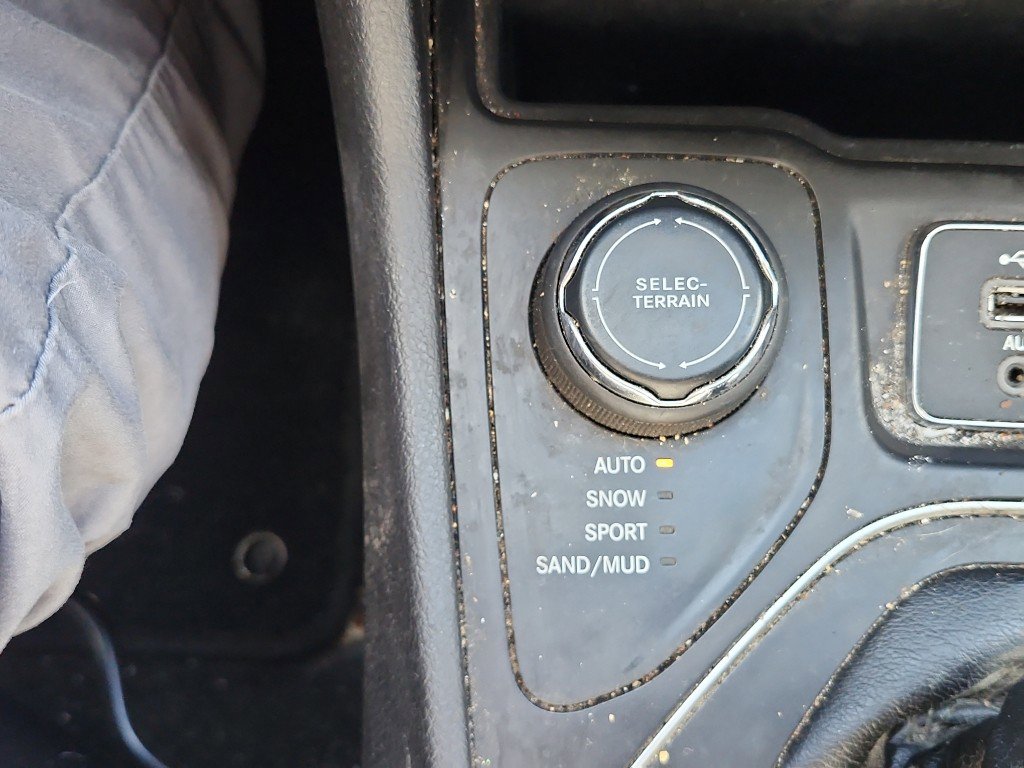 SELEC-
TERRAIN
AUTO
SNOW
SPORT
SAND/MUD